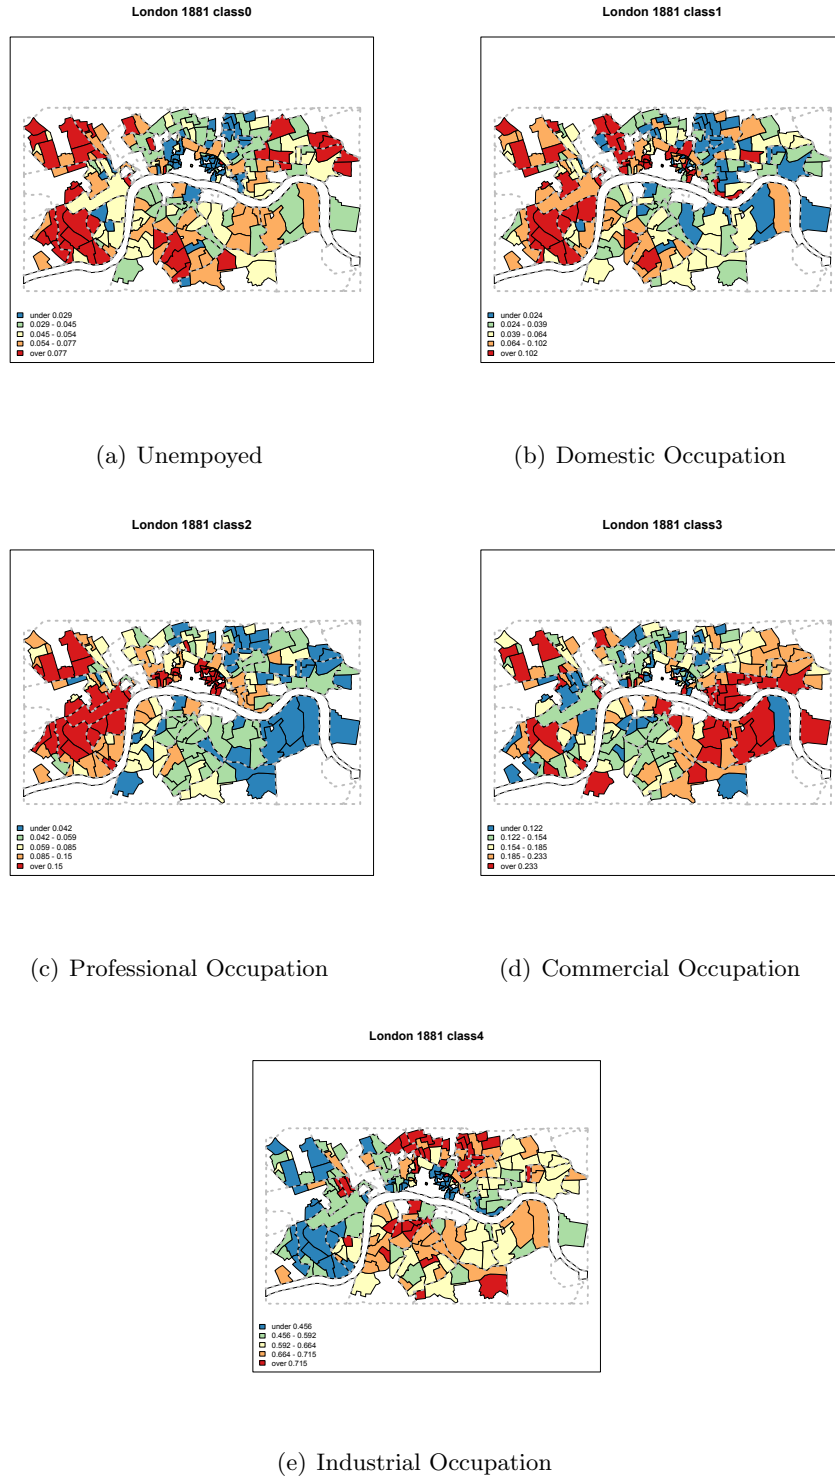 London 1881 class0
London 1881 class1
under 0.029
0.029 - 0.045
0.045 - 0.054
0.054 - 0.077
over 0.077
under 0.024
0.024 - 0.039
0.039 - 0.064
0.064 - 0.102
over 0.102
(a) Unempoyed
(b) Domestic Occupation
London 1881 class2
London 1881 class3
under 0.042
0.042 - 0.059
0.059 - 0.085
0.085 - 0.15
over 0.15
under 0.122
0.122 - 0.154
0.154 - 0.185
0.185 - 0.233
over 0.233
(c) Professional Occupation
(d) Commercial Occupation
London 1881 class4
under 0.456
0.456 - 0.592
0.592 - 0.664
0.664 - 0.715
over 0.715
(e) Industrial Occupation